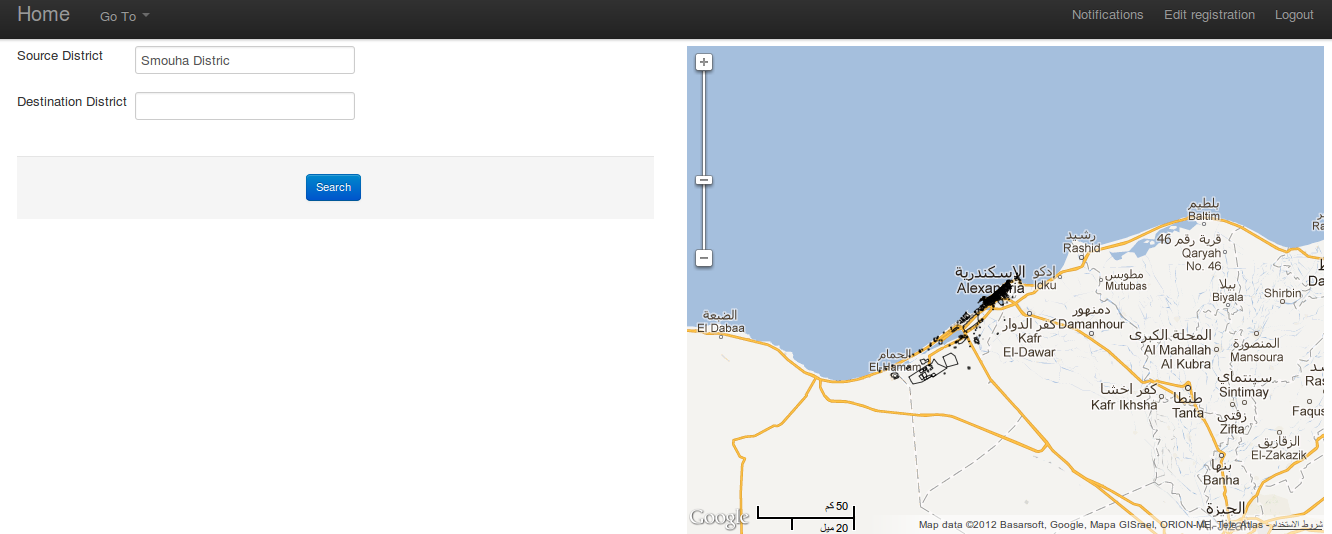 Home
Go To
Notifications
Edit registration
Logout
Source District
Smouha Distric
Destination District
Search
بلطيم
Baltim
رشيد
Rashid
قرية رقم 46
Qaryah
No. 46
الإسكندرية
Alexandria
إدكو
Idku
مطوبس
Mutubas
بيلا
Biyala
Shirbin
الضبعة
El Dabaa
كفر الدوار
Kafr
El-Dawar
دمنهور
Damanhour
المحلة الكبرى
Al Mahallah
Al Kubra
المنصورة
Mansoura
الحمام
El Hamam
سينتماي
Sintimay
كفر اخشا
Kafr Ikhsha
طنطا
Tanta
زفتي
Zifta
Faqus
الزقازيق
El-Zakazik
بنها
Banha
الجيزة
Al-Jizah
50 كم
20 ميل
Google
Map data ©2012 Basarsoft, Google, Mapa GISrael, ORION-ME, Tele Atlas - شروط الاستخدام